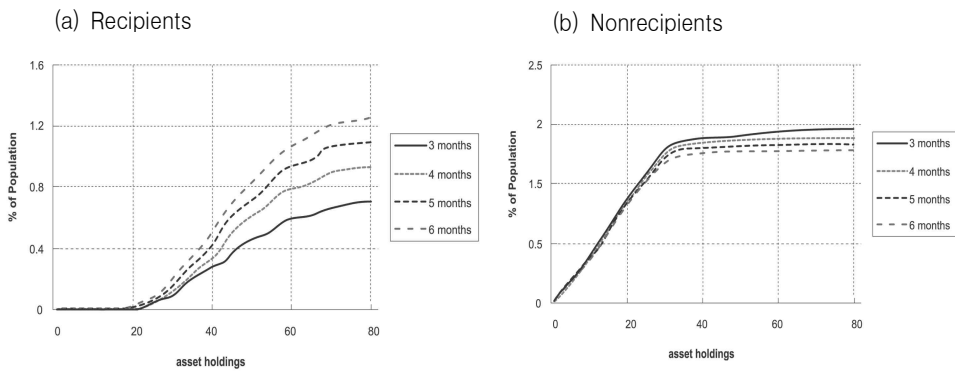 (a) Recipients
1.6
1.2
0.8
0.4
0
0 20 40 60 80
% of Population
asset holdings
3 months
4 months
5 months
6 months
(b) Nonrecipients
2.5
2
1.5
0.5
0
0 20 40 60 80
% of Population
asset holdings
3 months
4 months
5 months
6 months